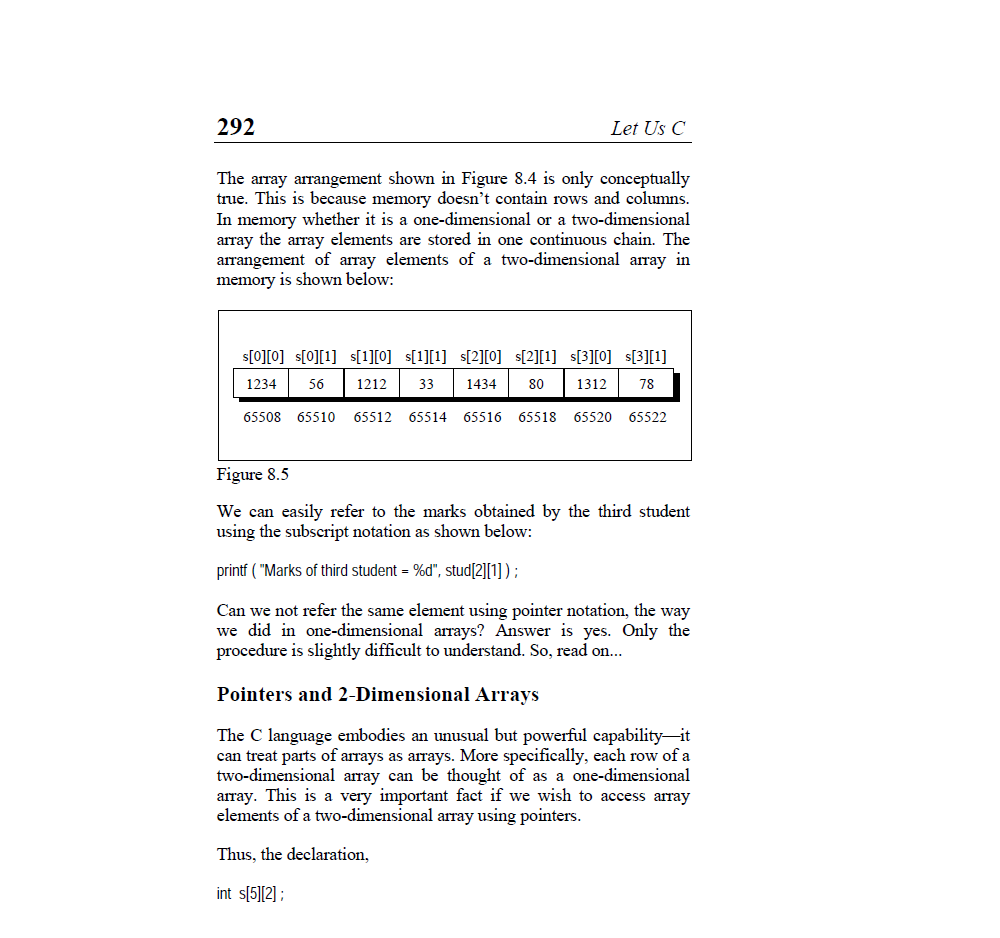 292 Let Us C
The array arrangement shown in Figure 8.4 is only conceptually
true. This is because memory doesn’t contain rows and columns.
In memory whether it is a one-dimensional or a two-dimensional
array the array elements are stored in one continuous chain. The
arrangement of array elements of a two-dimensional array in
memory is shown below:
s[0][0] s[0][1] s[1][0] s[1][1] s[2][0] s[2][1] s[3][0] s[3][1]
1234 56 1212 33 1434 80 1312 78
65508 65510 65512 65514 65516 65518 65520 65522
Figure 8.5
We can easily refer to the marks obtained by the third student
using the subscript notation as shown below:
printf ( "Marks of third student = %d", stud[2][1] ) ;
Can we not refer the same element using pointer notation, the way
we did in one-dimensional arrays? Answer is yes. Only the
procedure is slightly difficult to understand. So, read on...
Pointers and 2-Dimensional Arrays
The C language embodies an unusual but powerful capability—it
can treat parts of arrays as arrays. More specifically, each row of a
two-dimensional array can be thought of as a one-dimensional
array. This is a very important fact if we wish to access array
elements of a two-dimensional array using pointers.
Thus, the declaration,
int s[5][2] ;